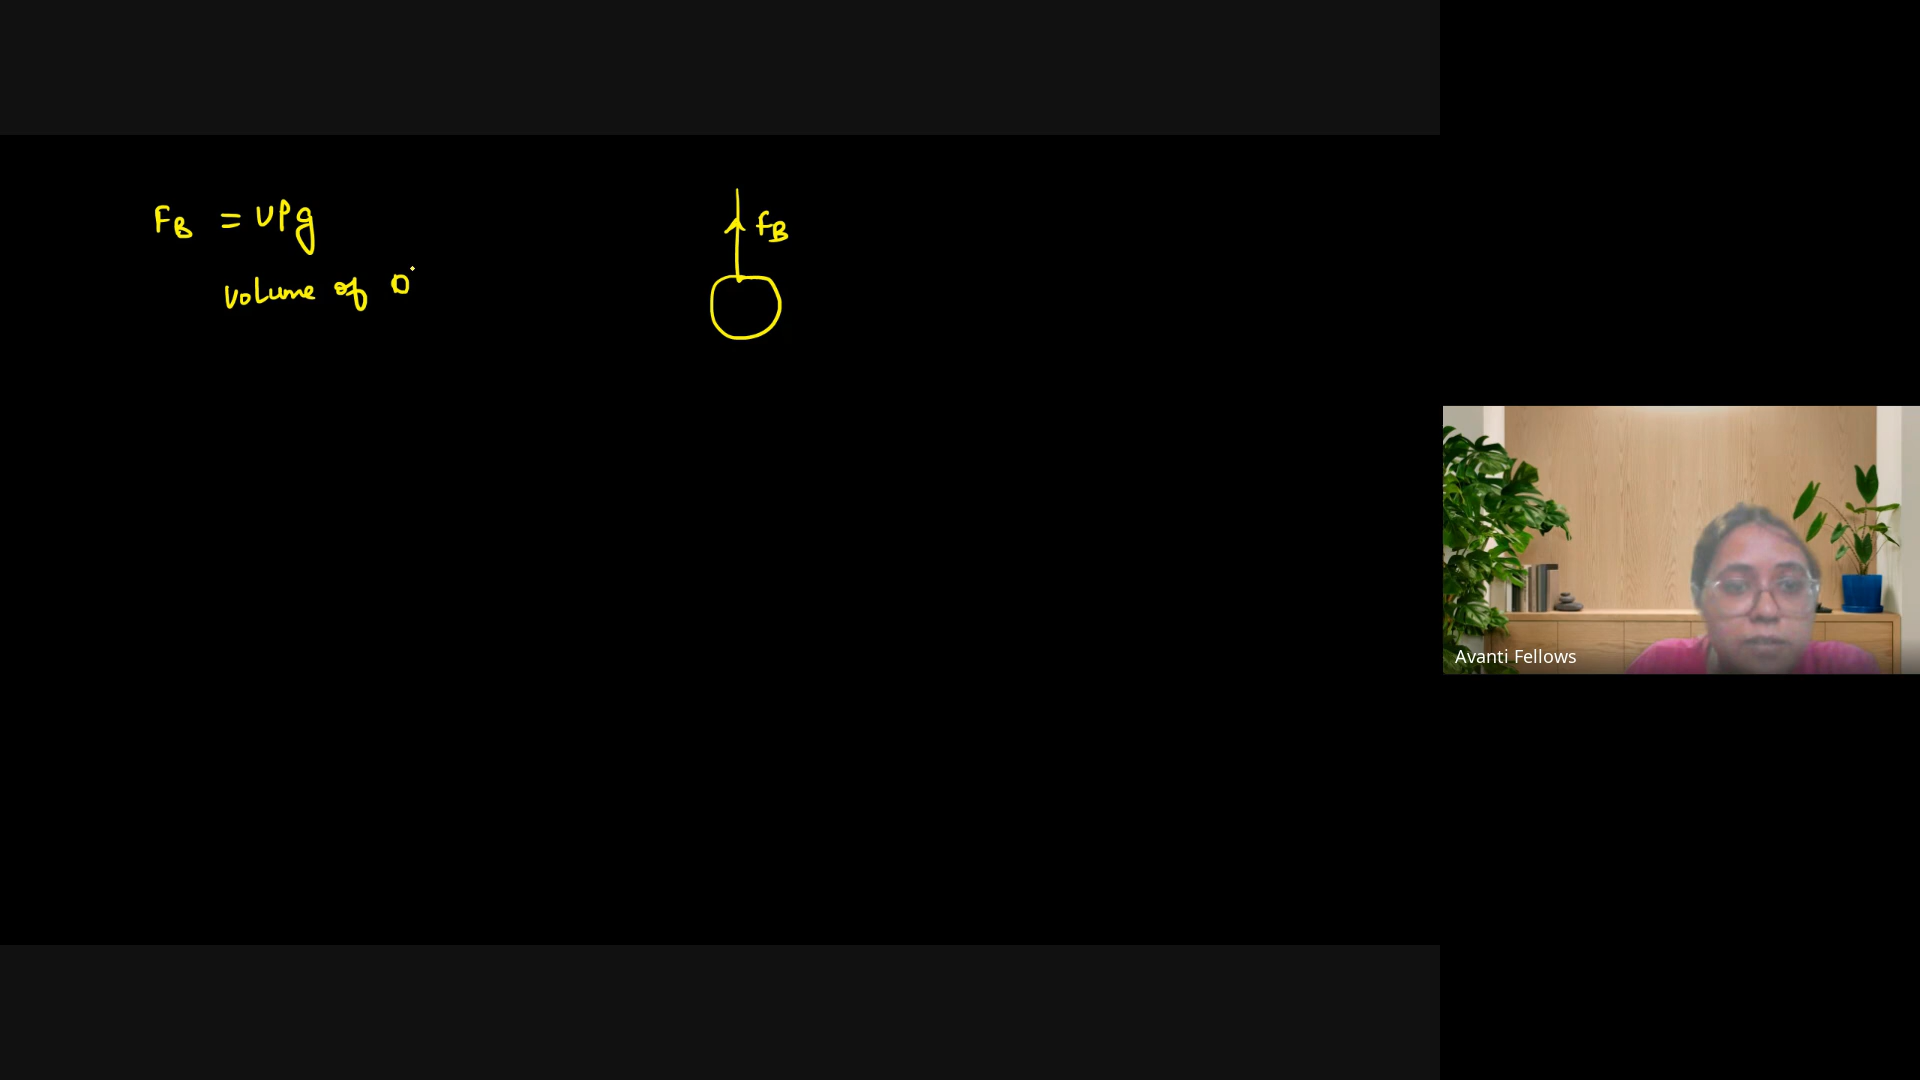 F_B = Vρg
F_B
Volume of O
Avanti Fellows